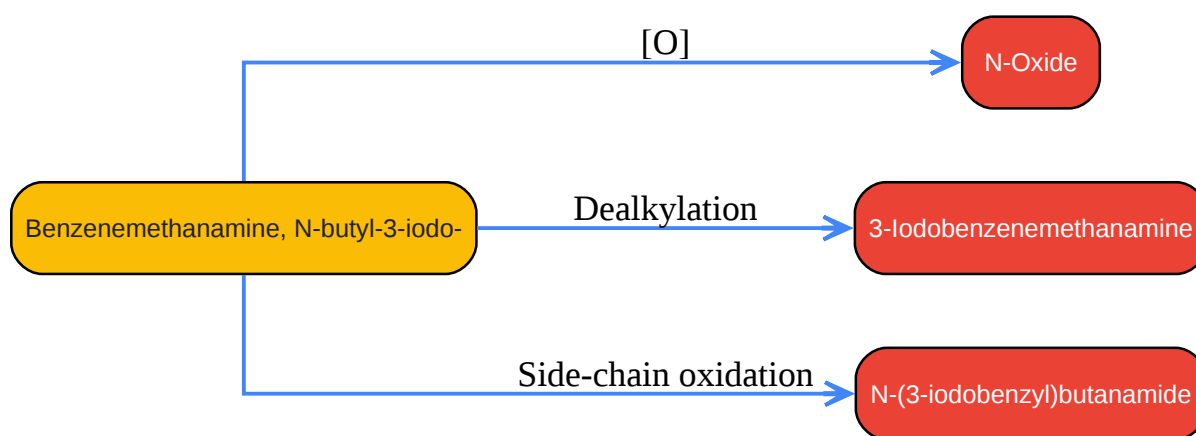 [O]
N-Oxide
Benzenemethanamine, N-butyl-3-iodo-
Dealkylation
3-Iodobenzenemethanamine
Side-chain oxidation
N-(3-iodobenzyl)butanamide